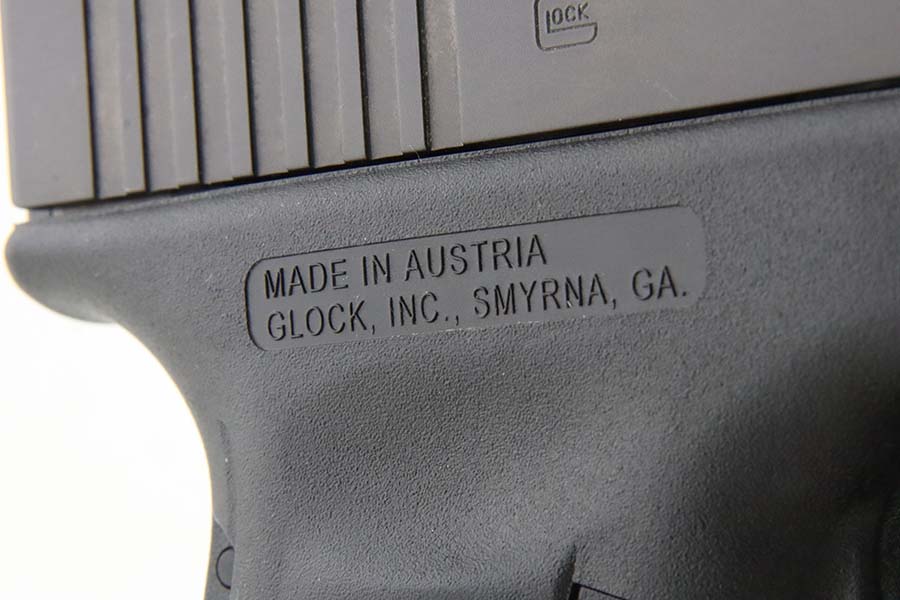 GLOCK
MADE IN AUSTRIA
GLOCK, INC., SMYRNA, GA.